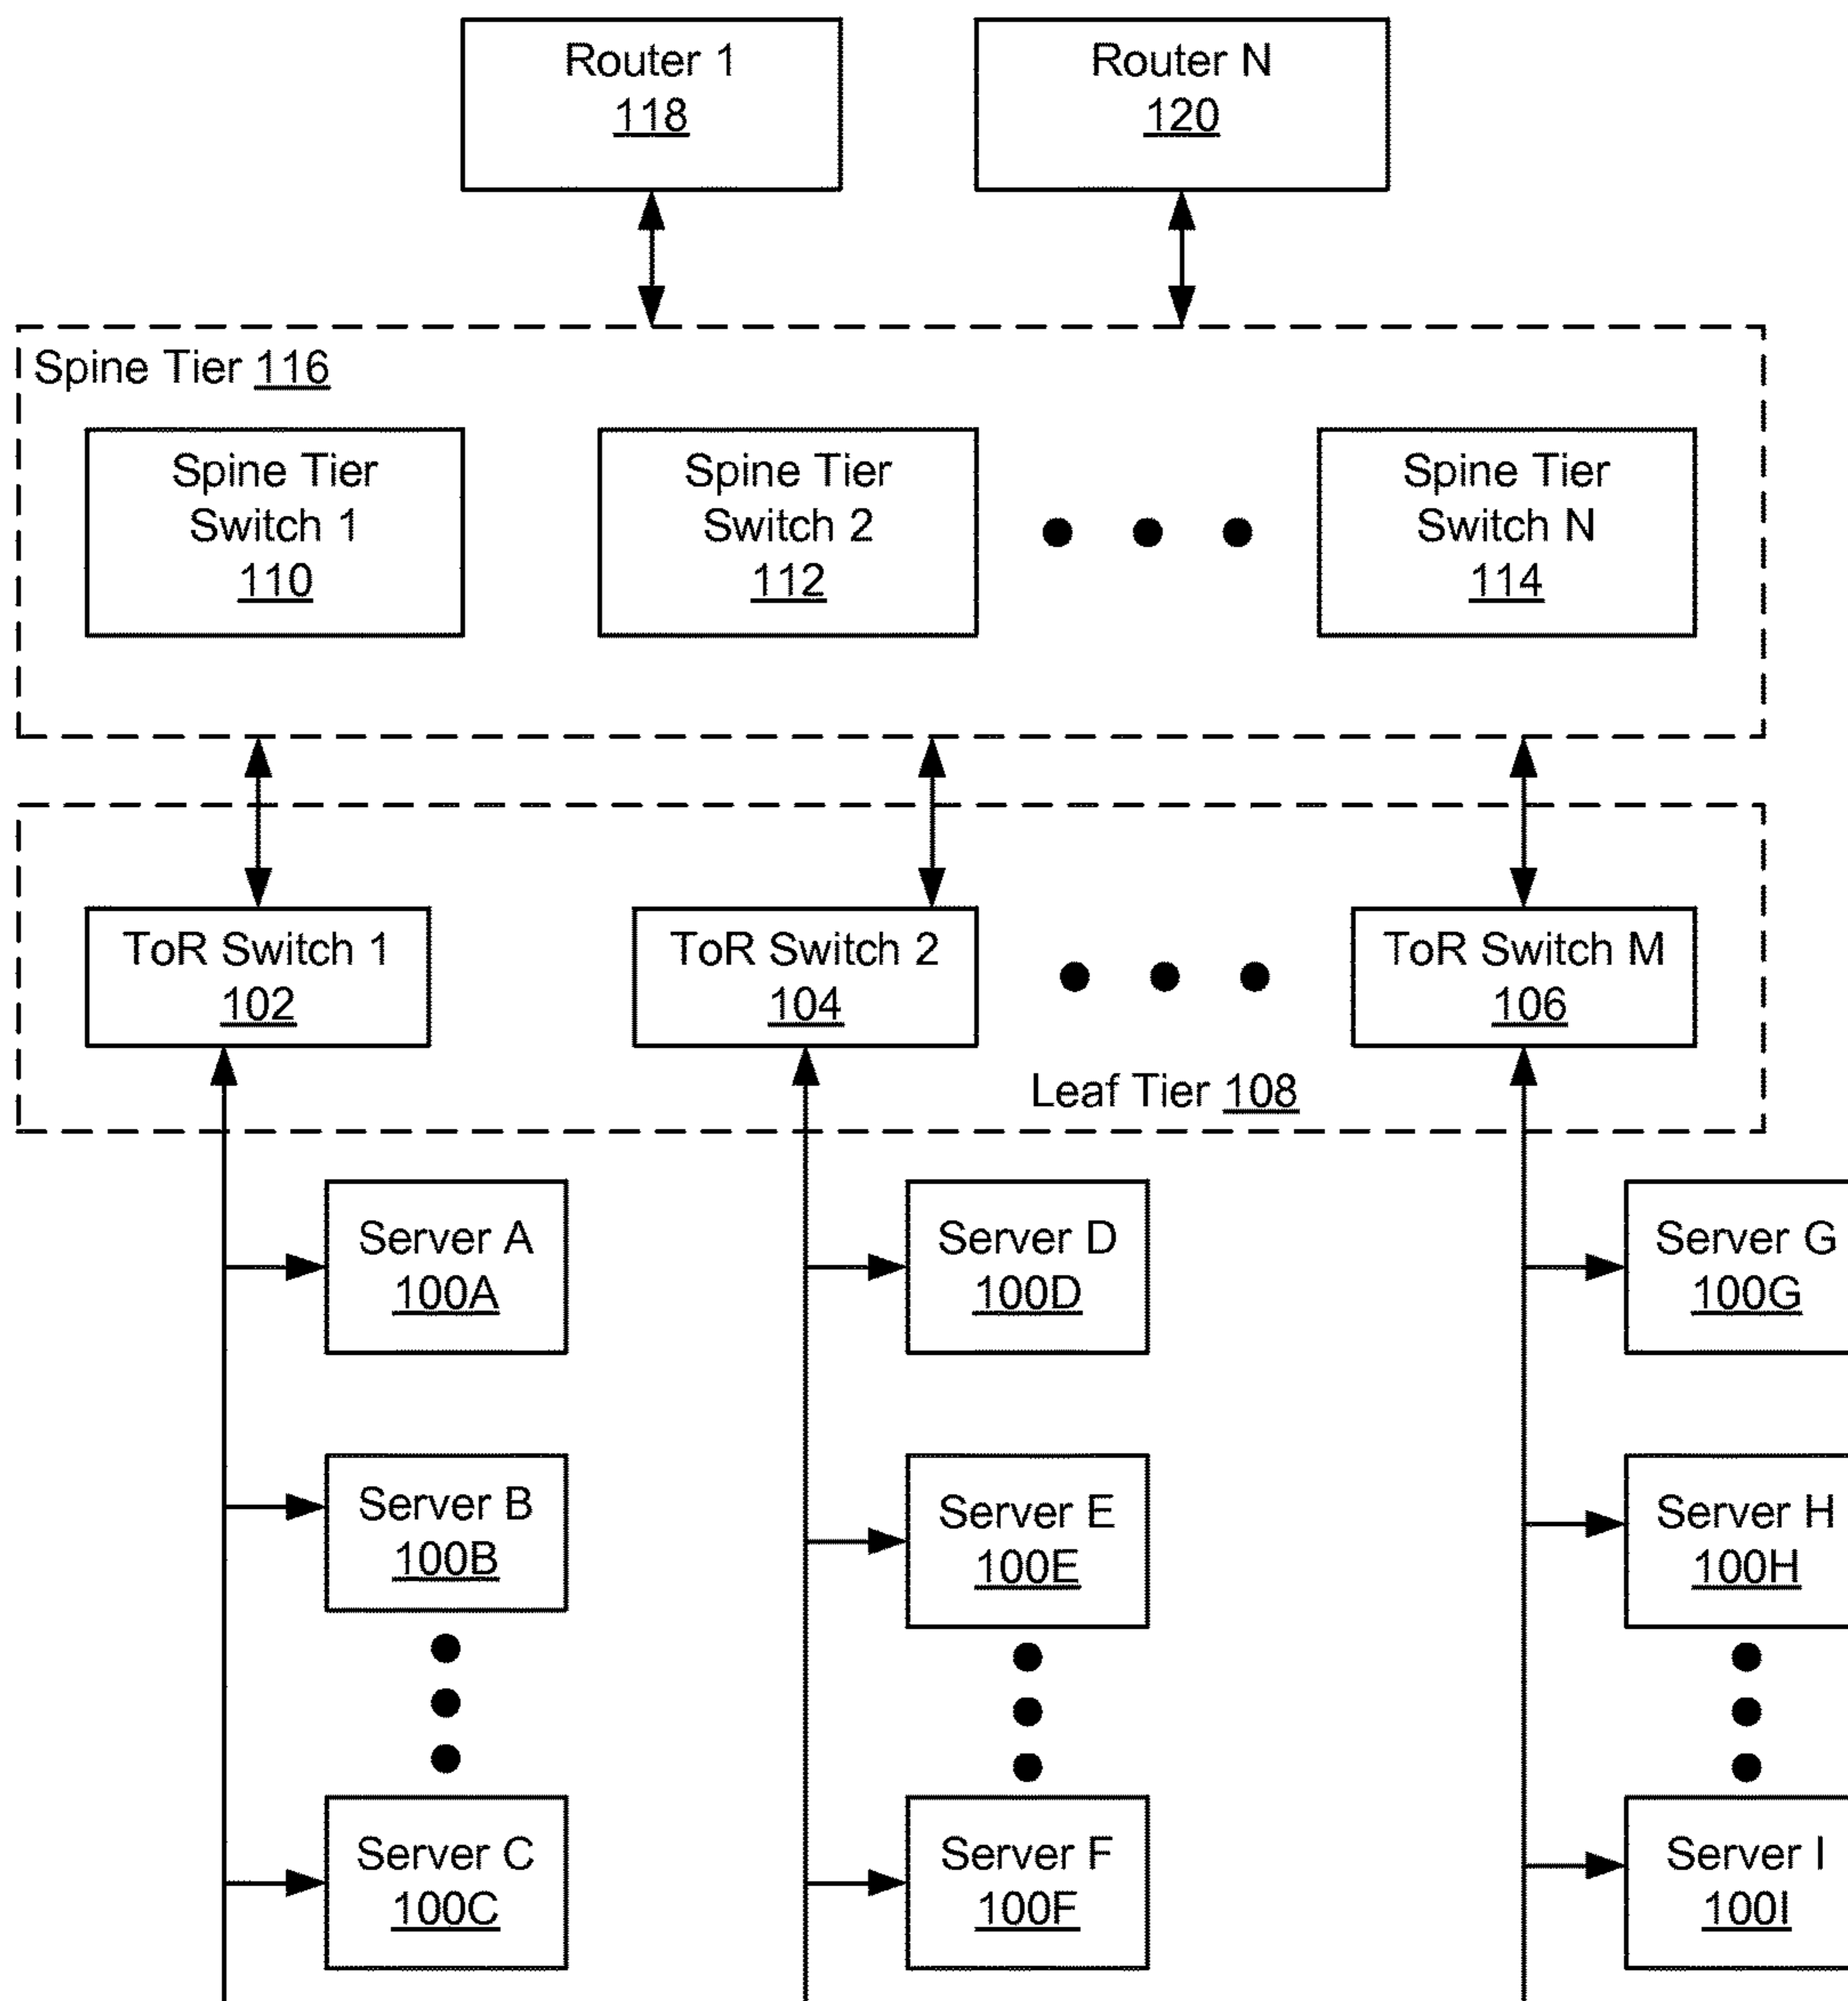 Router 1
118
Router N
120
Spine Tier 116
Spine Tier
Switch 1
110
Spine Tier
Switch 2
112
Spine Tier
Switch N
114
ToR Switch 1
102
ToR Switch 2
104
ToR Switch M
106
Leaf Tier 108
Server A
100A
Server D
100D
Server G
100G
Server B
100B
Server E
100E
Server H
100H
Server C
100C
Server F
100F
Server I
100I